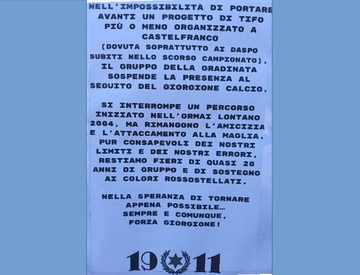 NELL'IMPOSSIBILITÀ DI PORTARE
AVANTI UN PROGETTO DI TIFO
PIÙ O MENO ORGANIZZATO A
CASTELFRANCO
(DOVUTA SOPRATTUTTO AI DASPO
SUBITI NELLO SCORSO CAMPIONATO),
IL GRUPPO DELLA GRADINATA
SOSPENDE LA PRESENZA AL
SEGUITO DEL GIORGIONE CALCIO.
SI INTERROMPE UN PERCORSO
INIZIATO NELL'ORMAI LONTANO
2004, MA RIMANGONO L'AMICIZIA
E L'ATTACCAMENTO ALLA MAGLIA.
PUR CONSAPEVOLI DEI NOSTRI
LIMITI E DEI NOSTRI ERRORI,
RESTIAMO FIERI DI QUASI 20
ANNI DI GRUPPO E DI SOSTEGNO
AI COLORI ROSSOSTELLATI.
NELLA SPERANZA DI TORNARE
APPENA POSSIBILE...
SEMPRE E COMUNQUE,
FORZA GIORGIONE!
19 11